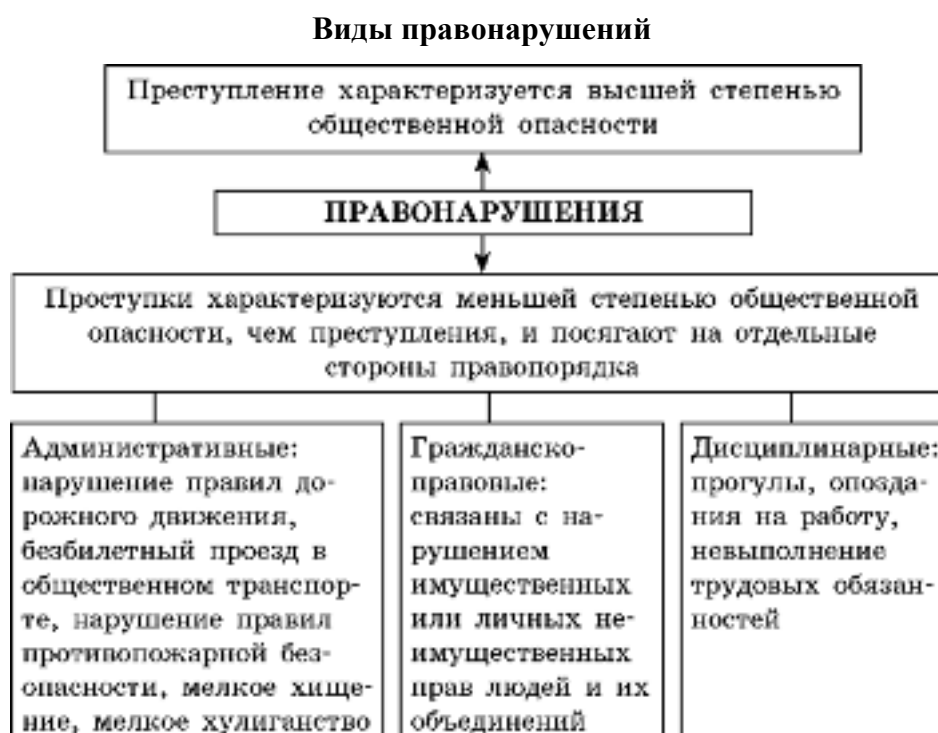 Виды правонарушений
Преступление характеризуется высшей степенью
общественной опасности
ПРАВОНАРУШЕНИЯ
Проступки характеризуются меньшей степенью общественной
опасности, чем преступления, и посягают на отдельные
стороны правопорядка
Административные:
нарушение правил до-
рожного движения,
безбилетный проезд в
общественном транспор-
те, нарушение правил
противопожарной без-
опасности, мелкое хище-
ние, мелкое хулиганство
Гражданско-
правовые:
связаны с на-
рушением
имущественных
или личных не-
имущественных
прав людей и их
объединений
Дисциплинарные:
прогулы, опозда-
ния на работу,
невыполнение
трудовых обязан-
ностей